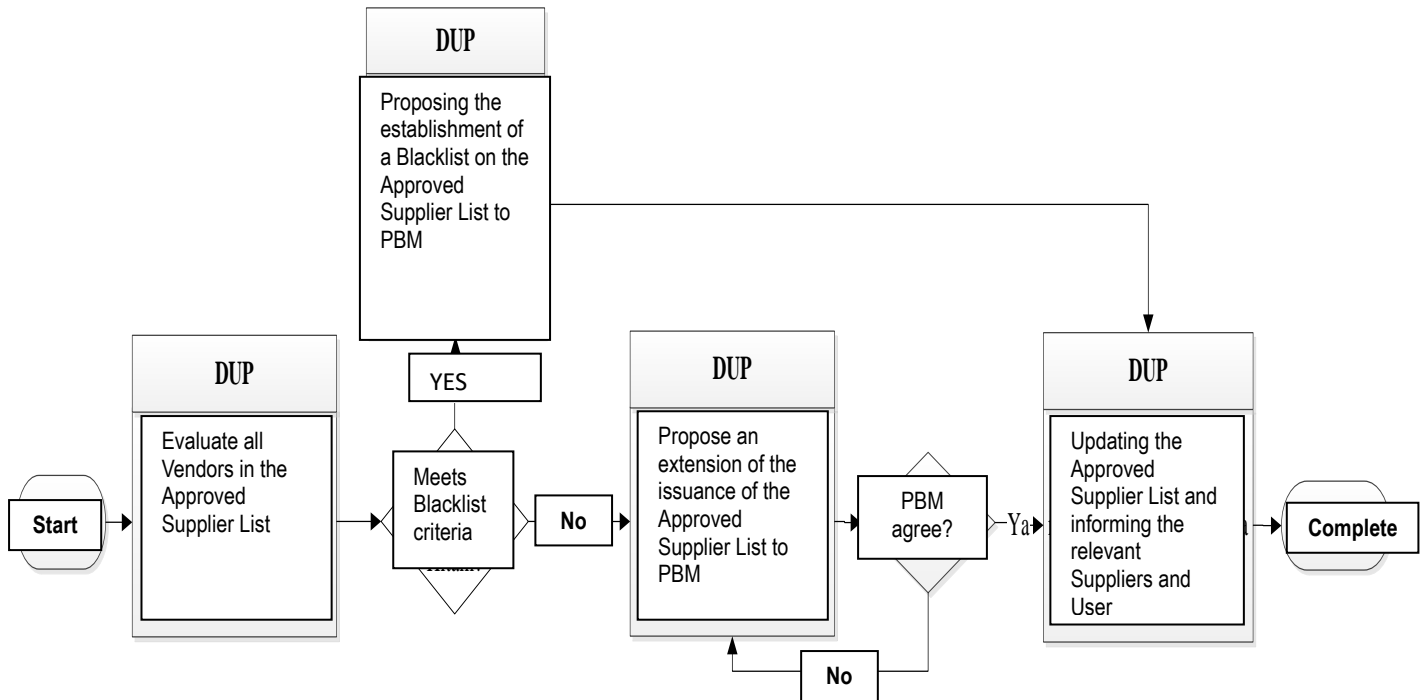 DUP
Proposing the
establishment of
a Blacklist on the
Approved
Supplier List to
PBM
YES
DUP
Evaluate all
Vendors in the
Approved
Supplier List
DUP
Propose an
extension of the
issuance of the
Approved
Supplier List to
PBM
DUP
Updating the
Approved
Supplier List and
informing the
relevant
Suppliers and
User
Start
Meets
Blacklist
criteria
No
PBM
agree?
Ya
Complete
No